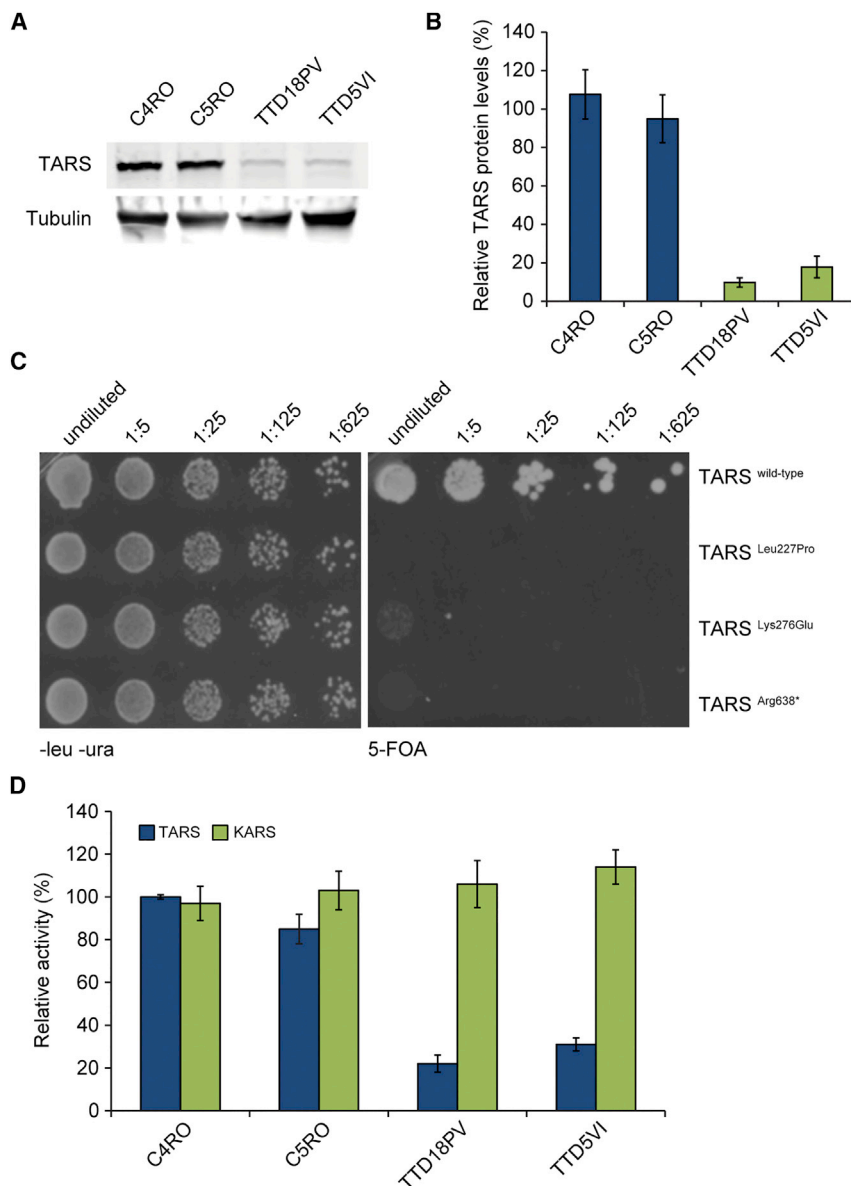 A
C4RO
C5RO
TTD18PV
TTD5VI
TARS
Tubulin
B
Relative TARS protein levels (%)
140
120
100
80
60
40
20
0
C4RO
C5RO
TTD18PV
TTD5VI
C
undiluted
1:5
1:25
1:125
1:625
undiluted
1:5
1:25
1:125
1:625
TARS wild-type
TARS Leu227Pro
TARS Lys276Glu
TARS Arg638*
-leu -ura
5-FOA
D
Relative activity (%)
140
120
100
80
60
40
20
0
TARS KARS
C4RO
C5RO
TTD18PV
TTD5VI